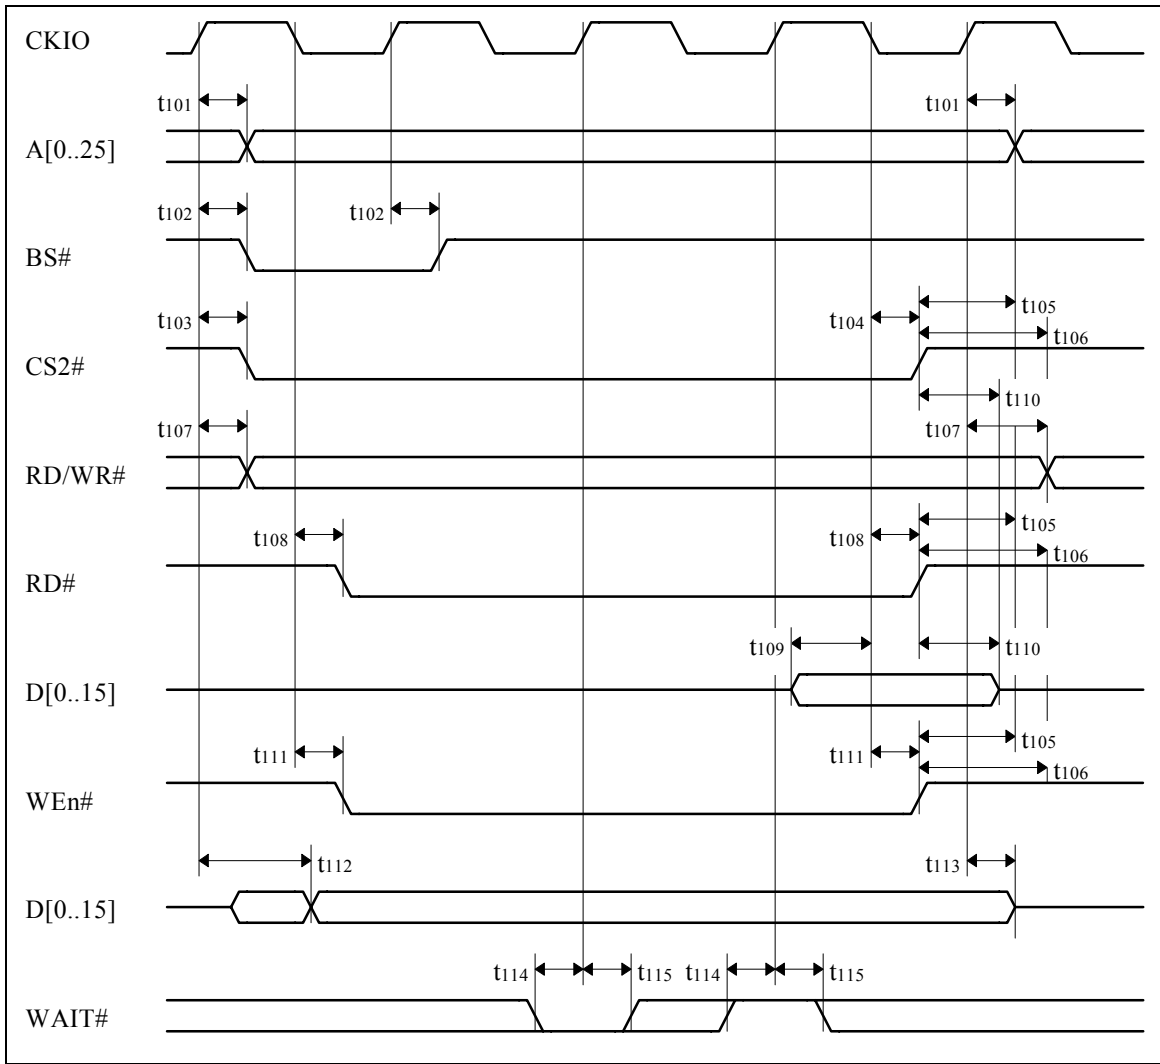 CKIO
t101 t101
A[0..25]
t102 t102
BS#
t103 t104 t105
t106
CS2#
t110
t107 t107
RD/WR#
t105
t108 t108
t106
RD#
t109 t110
D[0..15]
t105
t111 t111
t106
WEn#
t112 t113
D[0..15]
t114 t115 t114 t115
WAIT#